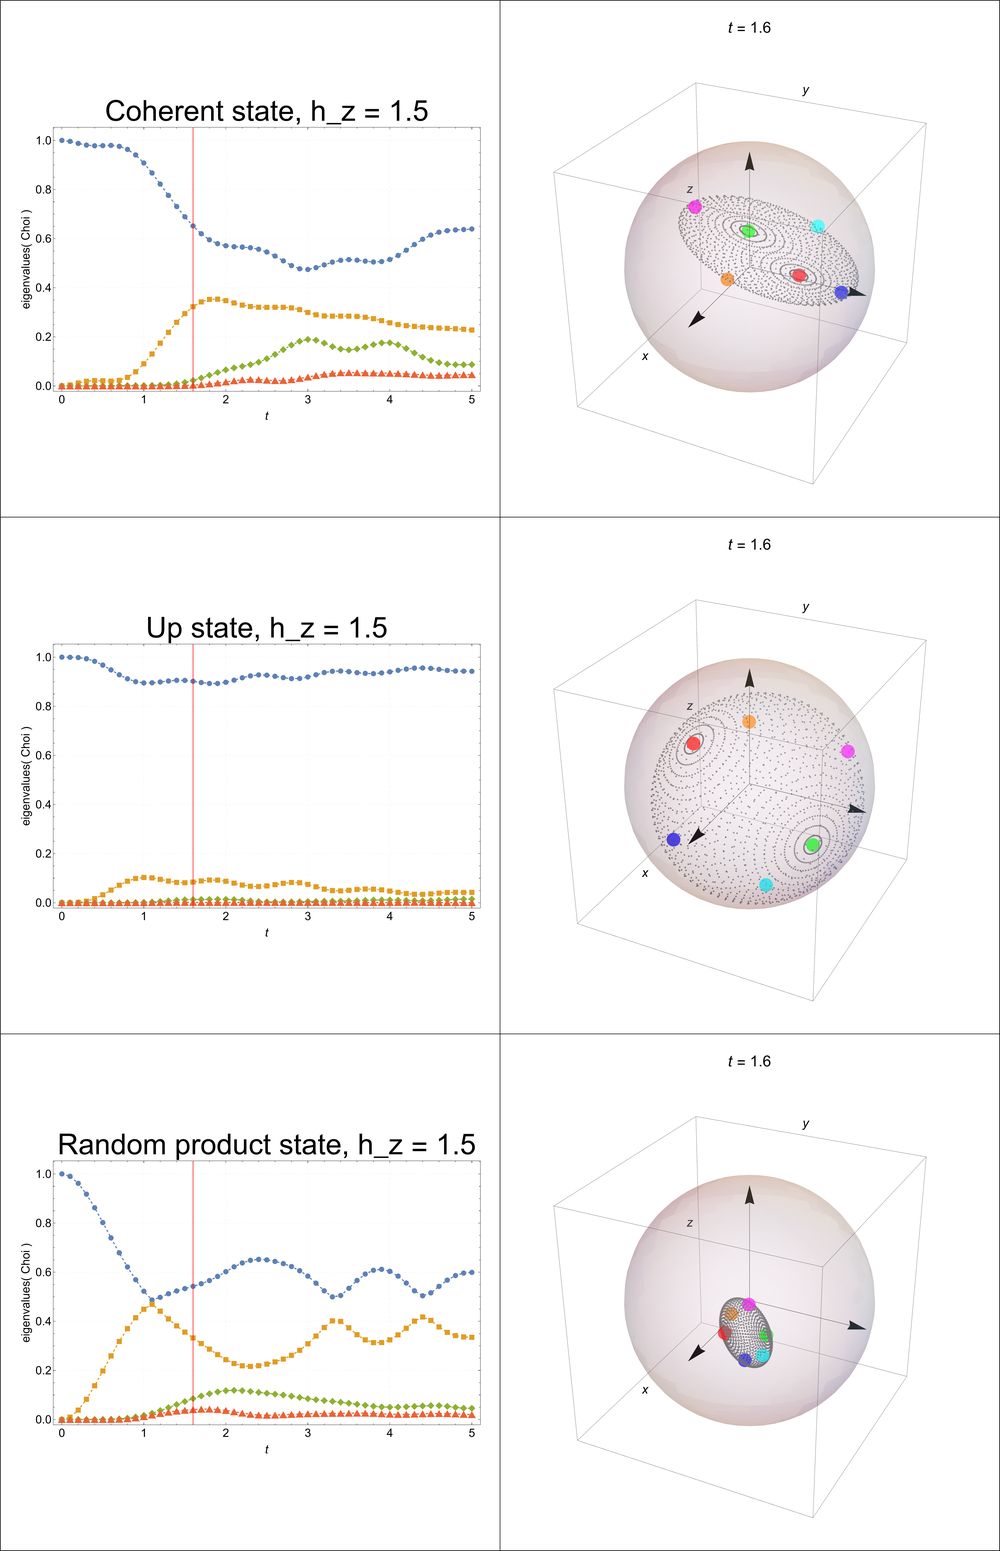 Coherent state, h_z = 1.5
eigenvalues( Choi )
1.0
0.8
0.6
0.4
0.2
0.0
0 1 2 3 4 5
t
t = 1.6
y
z
x
Up state, h_z = 1.5
eigenvalues( Choi )
1.0
0.8
0.6
0.4
0.2
0.0
0 1 2 3 4 5
t
t = 1.6
y
z
x
Random product state, h_z = 1.5
eigenvalues( Choi )
1.0
0.8
0.6
0.4
0.2
0.0
0 1 2 3 4 5
t
t = 1.6
y
z
x